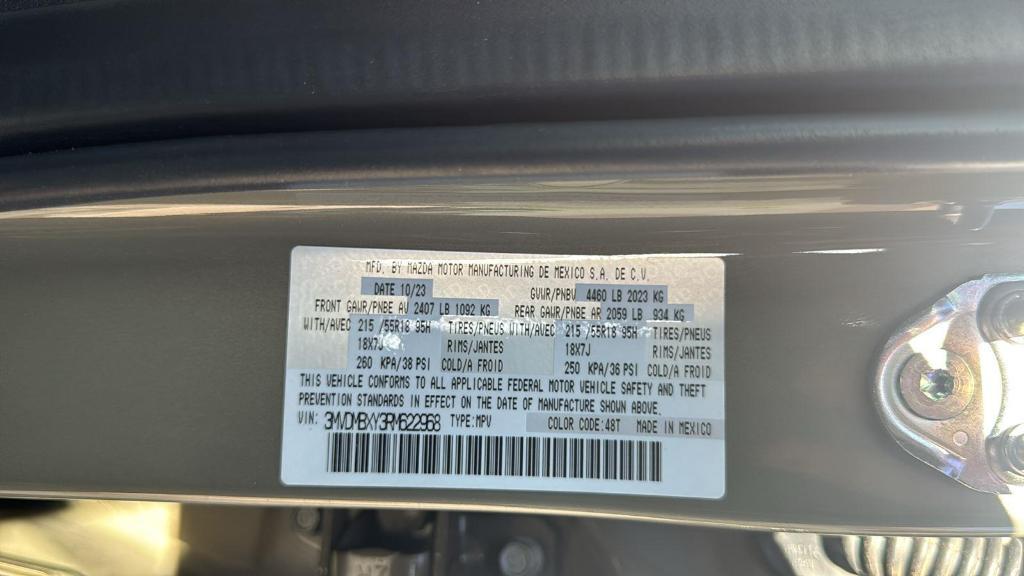 MFD. BY MAZDA MOTOR MANUFACTURING DE MEXICO S.A. DE C.V.
DATE 10/23 GVWR/PNBV 4460 LB 2023 KG
FRONT GAWR/PNBE AV 2407 LB 1092 KG REAR GAWR/PNBE AR 2059 LB 934 KG
WITH/AVEC 215 /55R18 95H TIRES/PNEUS WITH/AVEC 215 /55R18 95H TIRES/PNEUS
18X7J RIMS/JANTES 18X7J RIMS/JANTES
260 KPA/38 PSI COLD/A FROID 250 KPA/36 PSI COLD/A FROID
THIS VEHICLE CONFORMS TO ALL APPLICABLE FEDERAL MOTOR VEHICLE SAFETY AND THEFT
PREVENTION STANDARDS IN EFFECT ON THE DATE OF MANUFACTURE SHOWN ABOVE.
VIN: 3MVDMBXY3RM622968 TYPE:MPV COLOR CODE:48T MADE IN MEXICO